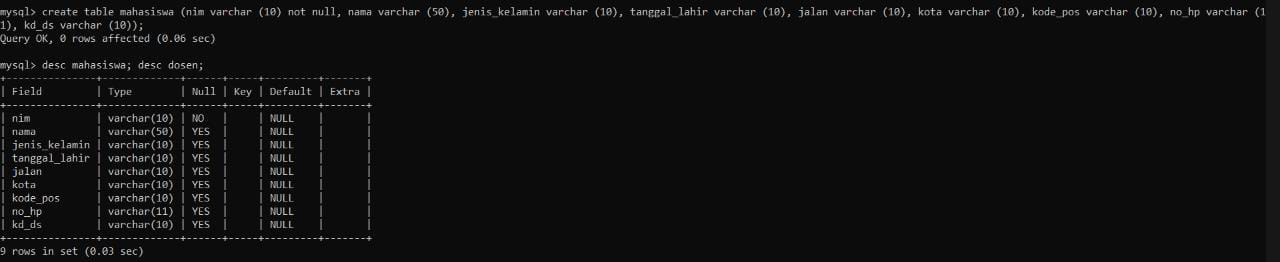 mysql> create table mahasiswa (nim varchar (10) not null, nama varchar (50), jenis_kelamin varchar (10), tanggal_lahir varchar (10), jalan varchar (10), kota varchar (10), kode_pos varchar (10), no_hp varchar (1
1), kd_ds varchar (10));
Query OK, 0 rows affected (0.06 sec)
mysql> desc mahasiswa; desc dosen;
+---------------+-------------+------+-----+---------+-------+
| Field         | Type        | Null | Key | Default | Extra |
+---------------+-------------+------+-----+---------+-------+
| nim           | varchar(10) | NO   |     | NULL    |       |
| nama          | varchar(50) | YES  |     | NULL    |       |
| jenis_kelamin | varchar(10) | YES  |     | NULL    |       |
| tanggal_lahir | varchar(10) | YES  |     | NULL    |       |
| jalan         | varchar(10) | YES  |     | NULL    |       |
| kota          | varchar(10) | YES  |     | NULL    |       |
| kode_pos      | varchar(10) | YES  |     | NULL    |       |
| no_hp         | varchar(11) | YES  |     | NULL    |       |
| kd_ds         | varchar(10) | YES  |     | NULL    |       |
+---------------+-------------+------+-----+---------+-------+
9 rows in set (0.03 sec)